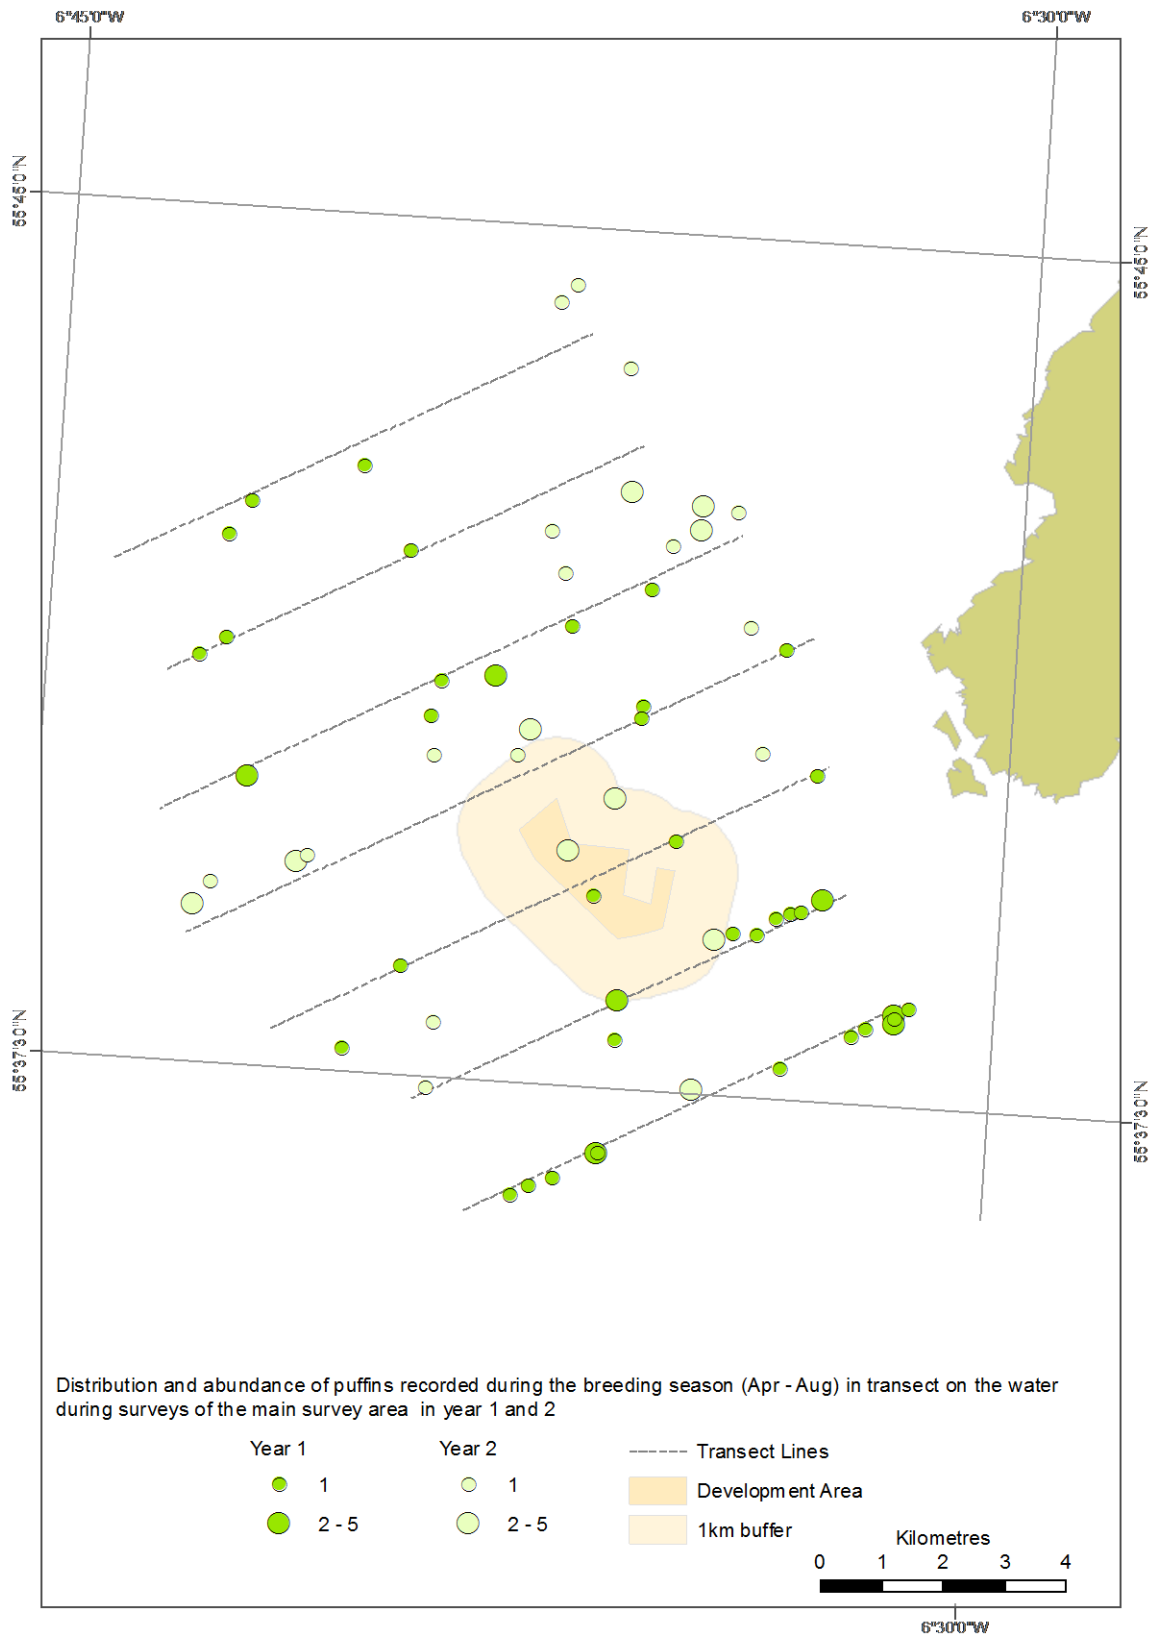 6°45'0"W
6°30'0"W
55°45'0"N
55°45'0"N
55°37'30"N
55°37'30"N
Distribution and abundance of puffins recorded during the breeding season (Apr - Aug) in transect on the water
during surveys of the main survey area in year 1 and 2
Year 1
Year 2
1
1
2 - 5
2 - 5
Transect Lines
Development Area
1km buffer
Kilometres
0 1 2 3 4
6°30'0"W